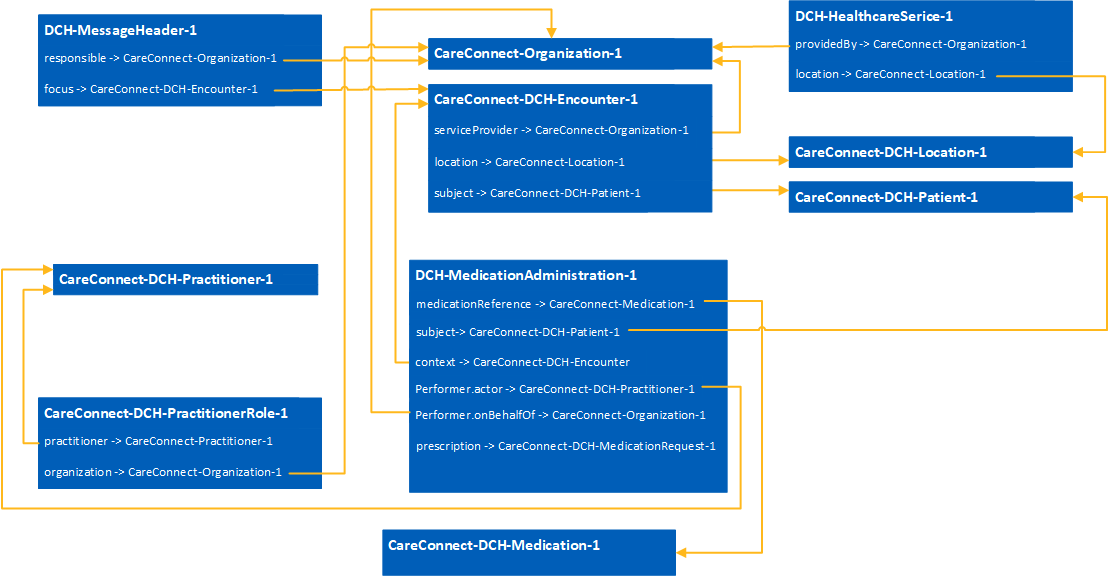 DCH-MessageHeader-1
responsible -> CareConnect-Organization-1
focus -> CareConnect-DCH-Encounter-1
CareConnect-Organization-1
CareConnect-DCH-Encounter-1
serviceProvider -> CareConnect-Organization-1
location -> CareConnect-Location-1
subject -> CareConnect-DCH-Patient-1
DCH-HealthcareSerice-1
providedBy -> CareConnect-Organization-1
location -> CareConnect-Location-1
CareConnect-DCH-Location-1
CareConnect-DCH-Patient-1
CareConnect-DCH-Practitioner-1
DCH-MedicationAdministration-1
medicationReference -> CareConnect-Medication-1
subject-> CareConnect-DCH-Patient-1
context -> CareConnect-DCH-Encounter
Performer.actor -> CareConnect-DCH-Practitioner-1
Performer.onBehalfOf -> CareConnect-Organization-1
prescription -> CareConnect-DCH-MedicationRequest-1
CareConnect-DCH-PractitionerRole-1
practitioner -> CareConnect-Practitioner-1
organization -> CareConnect-Organization-1
CareConnect-DCH-Medication-1